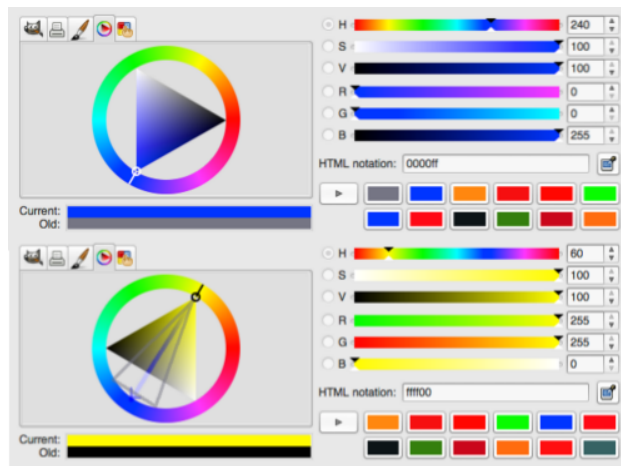 H 240
S 100
V 100
R 0
G 0
B 255
HTML notation: 0000ff
Current:
Old:
H 60
S 100
V 100
R 255
G 255
B 0
HTML notation: ffff00
Current:
Old: